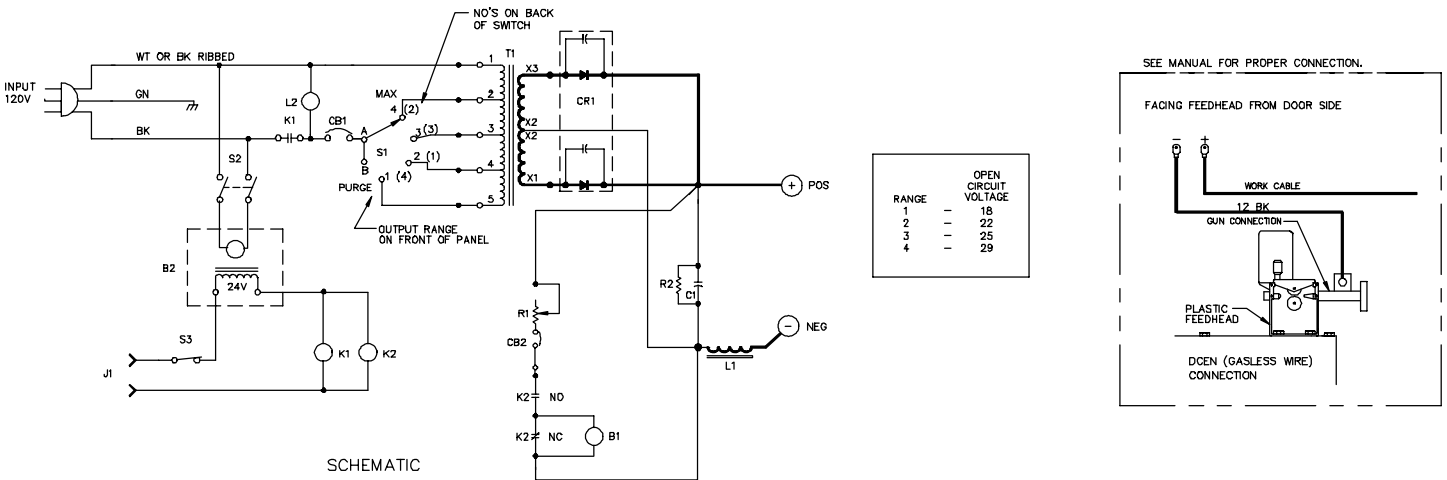 NO'S ON BACK
OF SWITCH
WT OR BK RIBBED
INPUT
120V
GN
BK
L2
K1
CB1
MAX
4 (2)
A
3 (3)
S1
B
2 (1)
1 (4)
PURGE
OUTPUT RANGE
ON FRONT OF PANEL
1
2
3
4
5
T1
X3
X2
X2
X1
CR1
+ POS
S2
B2
24V
S3
J1
K1
K2
R1
CB2
K2 NO
K2 NC
B1
R2
C1
- NEG
L1
SCHEMATIC
RANGE
OPEN
CIRCUIT
VOLTAGE
1 – 18
2 – 22
3 – 25
4 – 29
SEE MANUAL FOR PROPER CONNECTION.
FACING FEEDHEAD FROM DOOR SIDE
– +
WORK CABLE
12 BK
GUN CONNECTION
PLASTIC
FEEDHEAD
DCEN (GASLESS WIRE)
CONNECTION